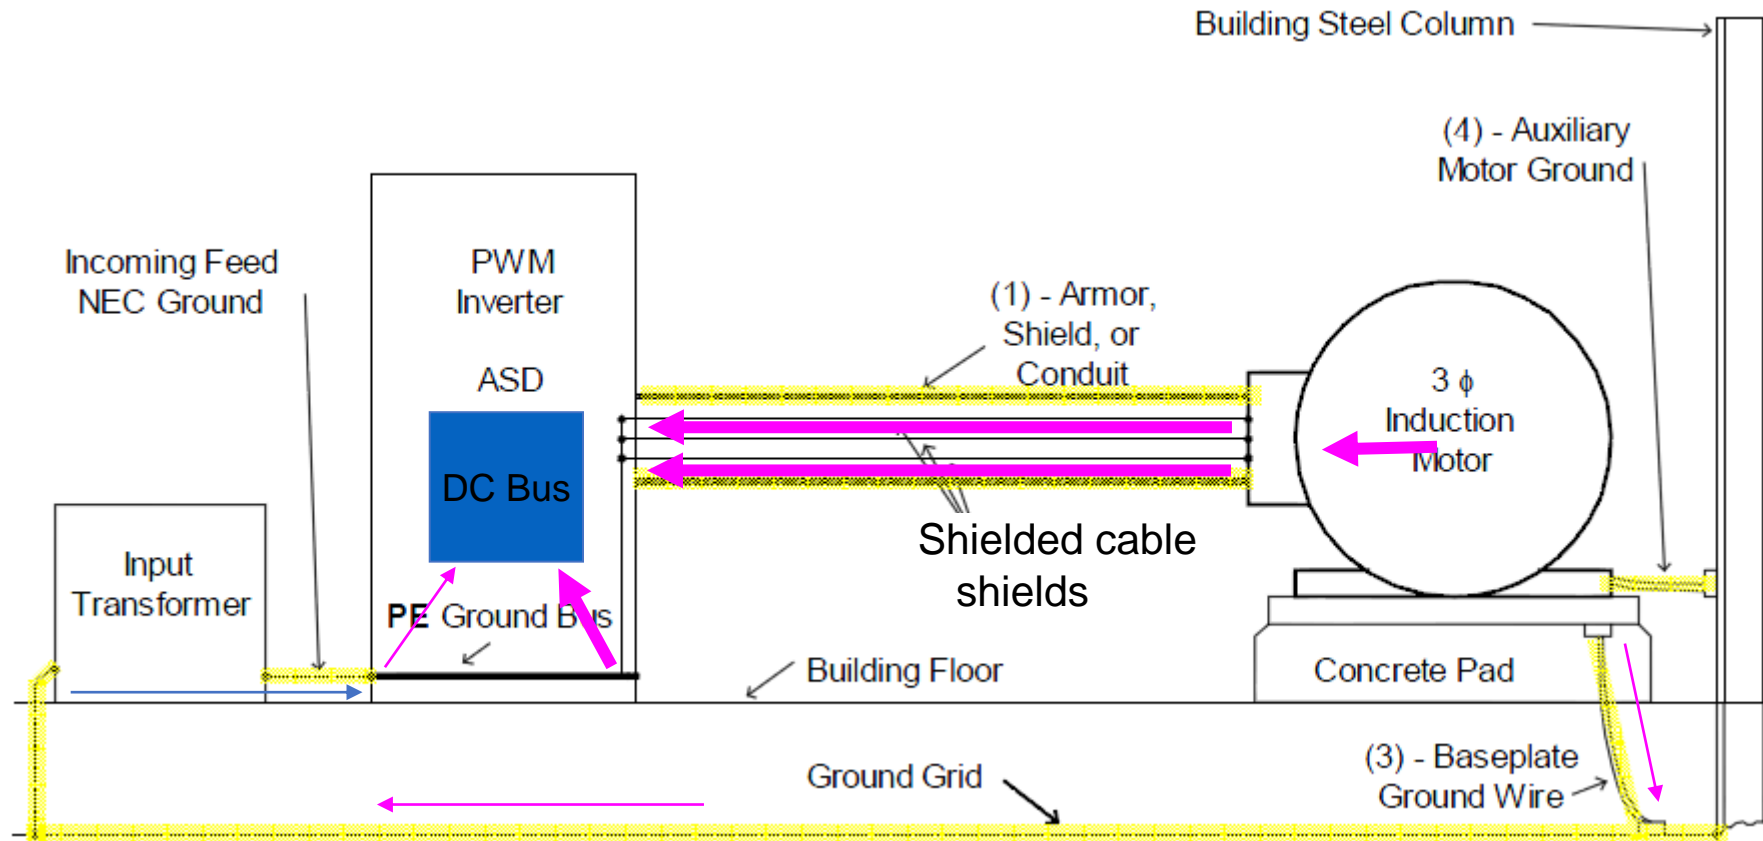 Building Steel Column
(4) - Auxiliary
Motor Ground
Incoming Feed
NEC Ground
PWM
Inverter
ASD
(1) - Armor,
Shield, or
Conduit
3 ϕ
Induction
Motor
DC Bus
Shielded cable
shields
Input
Transformer
PE Ground Bus
Building Floor
Concrete Pad
Ground Grid
(3) - Baseplate
Ground Wire